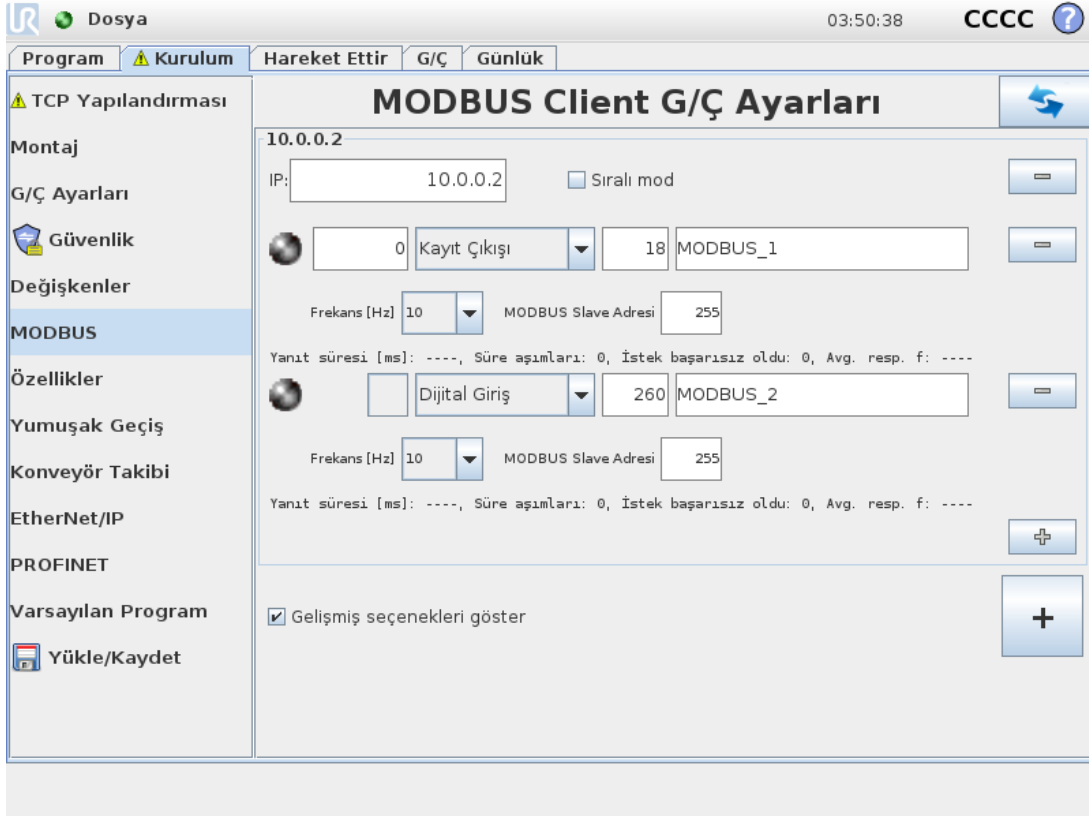 UR Dosya 03:50:38 CCCC ?
Program Kurulum Hareket Ettir G/Ç Günlük
TCP Yapılandırması
Montaj
G/Ç Ayarları
Güvenlik
Değişkenler
MODBUS
Özellikler
Yumuşak Geçiş
Konveyör Takibi
EtherNet/IP
PROFINET
Varsayılan Program
Yükle/Kaydet
MODBUS Client G/Ç Ayarları
10.0.0.2
IP: 10.0.0.2 Sıralı mod
0 Kayıt Çıkışı 18 MODBUS_1
Frekans [Hz] 10 MODBUS Slave Adresi 255
Yanıt süresi [ms]: ----, Süre aşımları: 0, İstek başarısız oldu: 0, Avg. resp. f: ----
Dijital Giriş 260 MODBUS_2
Frekans [Hz] 10 MODBUS Slave Adresi 255
Yanıt süresi [ms]: ----, Süre aşımları: 0, İstek başarısız oldu: 0, Avg. resp. f: ----
Gelişmiş seçenekleri göster